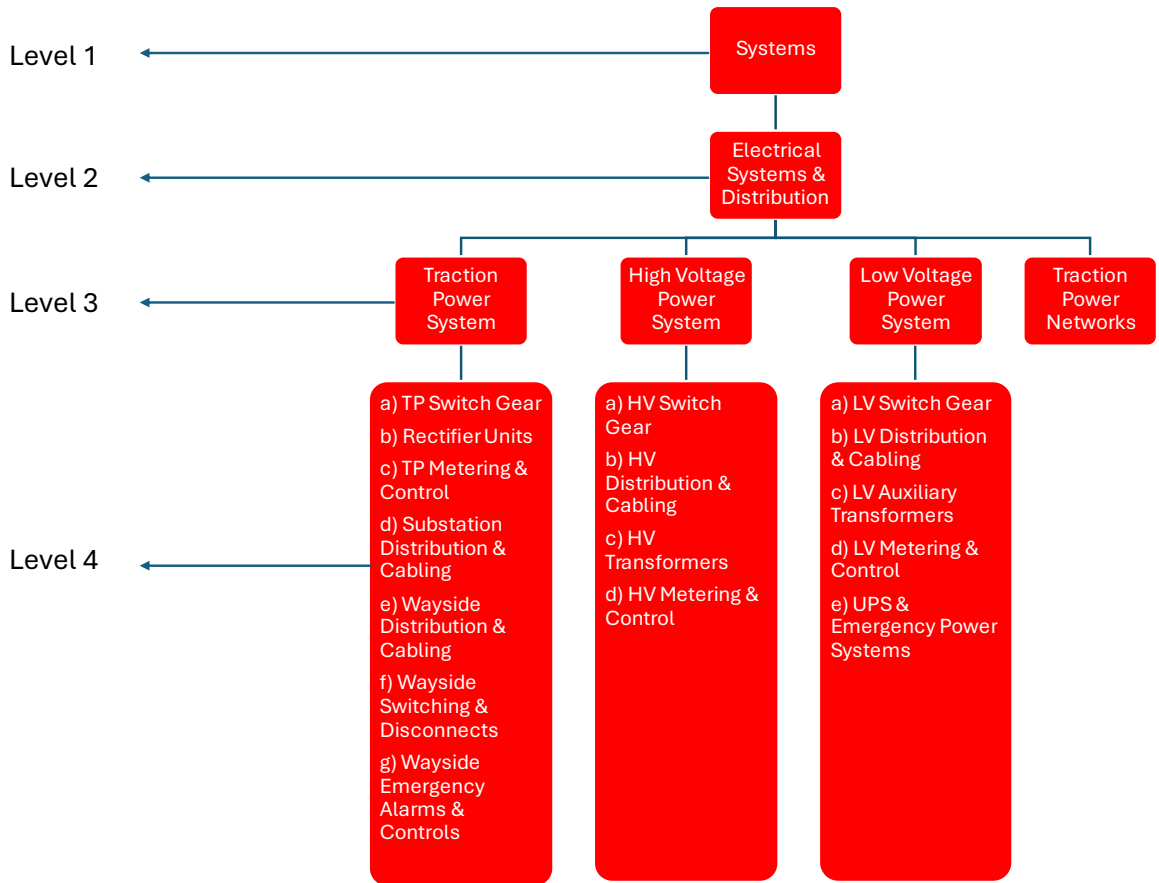 Level 1
Systems
Level 2
Electrical
Systems &
Distribution
Level 3
Traction
Power
System
High Voltage
Power
System
Low Voltage
Power
System
Traction
Power
Networks
Level 4
a) TP Switch Gear
b) Rectifier Units
c) TP Metering &
Control
d) Substation
Distribution &
Cabling
e) Wayside
Distribution &
Cabling
f) Wayside
Switching &
Disconnects
g) Wayside
Emergency
Alarms &
Controls
a) HV Switch
Gear
b) HV
Distribution &
Cabling
c) HV
Transformers
d) HV Metering &
Control
a) LV Switch Gear
b) LV Distribution
& Cabling
c) LV Auxiliary
Transformers
d) LV Metering &
Control
e) UPS &
Emergency Power
Systems